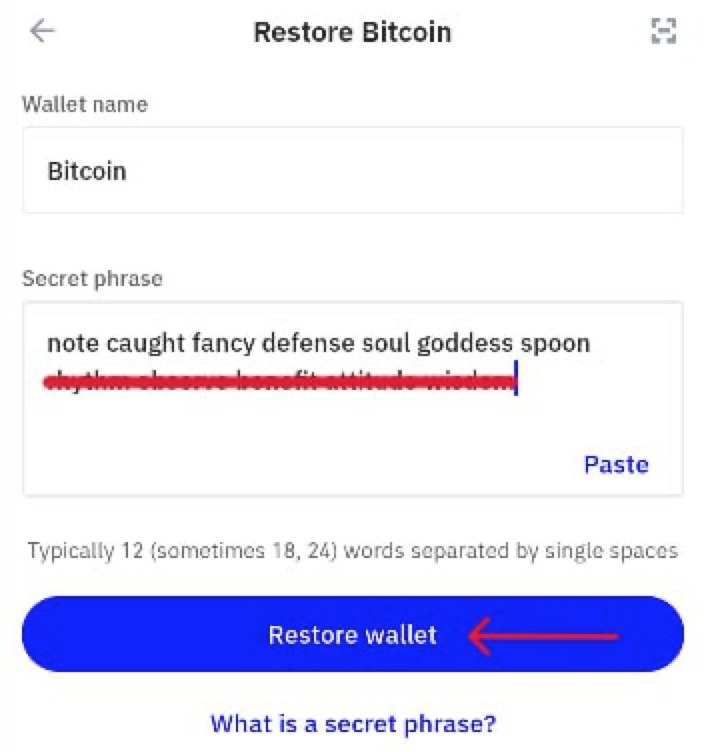 Restore Bitcoin
Wallet name
Bitcoin
Secret phrase
note caught fancy defense soul goddess spoon
Paste
Typically 12 (sometimes 18, 24) words separated by single spaces
Restore wallet
What is a secret phrase?